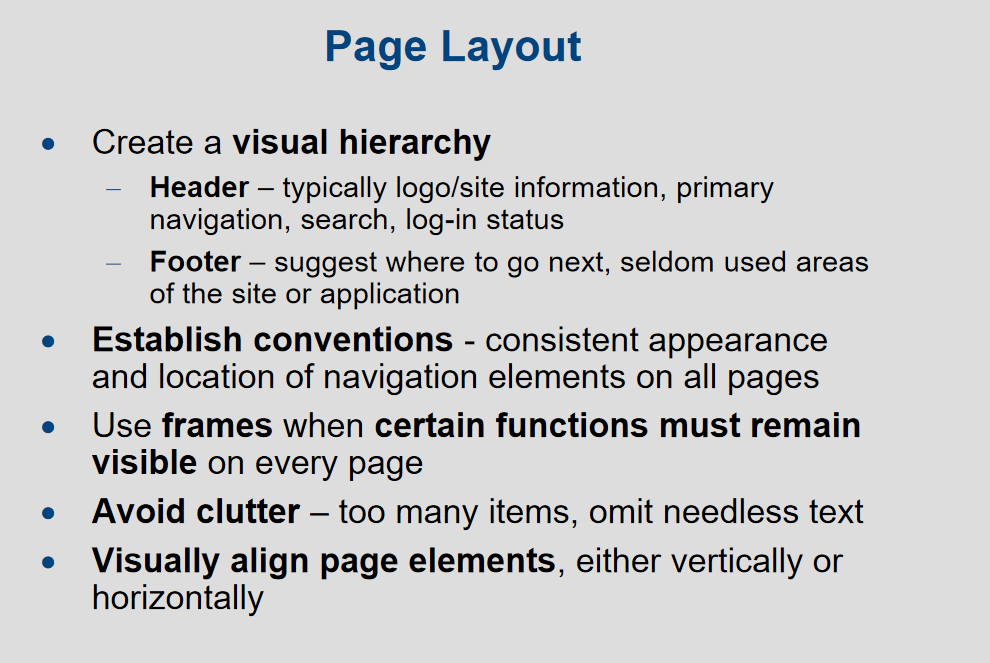 Page Layout
• Create a visual hierarchy
– Header – typically logo/site information, primary
navigation, search, log-in status
– Footer – suggest where to go next, seldom used areas
of the site or application
• Establish conventions - consistent appearance
and location of navigation elements on all pages
• Use frames when certain functions must remain
visible on every page
• Avoid clutter – too many items, omit needless text
• Visually align page elements, either vertically or
horizontally